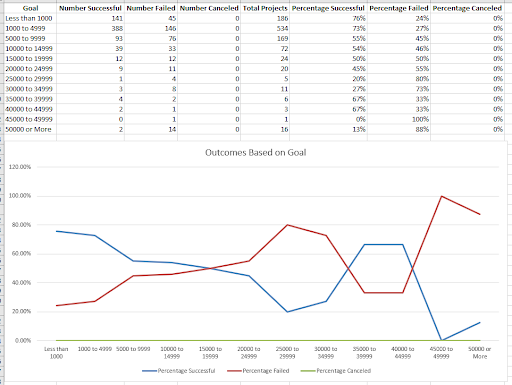 Goal Number Successful Number Failed Number Canceled Total Projects Percentage Successful Percentage Failed Percentage Canceled
Less than 1000 141 45 0 186 76% 24% 0%
1000 to 4999 388 146 0 534 73% 27% 0%
5000 to 9999 93 76 0 169 55% 45% 0%
10000 to 14999 39 33 0 72 54% 46% 0%
15000 to 19999 12 12 0 24 50% 50% 0%
20000 to 24999 9 11 0 20 45% 55% 0%
25000 to 29999 1 4 0 5 20% 80% 0%
30000 to 34999 3 8 0 11 27% 73% 0%
35000 to 39999 4 2 0 6 67% 33% 0%
40000 to 44999 2 1 0 3 67% 33% 0%
45000 to 49999 0 1 0 1 0% 100% 0%
50000 or More 2 14 0 16 13% 88% 0%
Outcomes Based on Goal
120.00%
100.00%
80.00%
60.00%
40.00%
20.00%
0.00%
Less than 1000 to 4999 5000 to 9999 10000 to 15000 to 20000 to 25000 to 30000 to 35000 to 40000 to 45000 to 50000 or
1000 14999 19999 24999 29999 34999 39999 44999 49999 More
Percentage Successful Percentage Failed Percentage Canceled